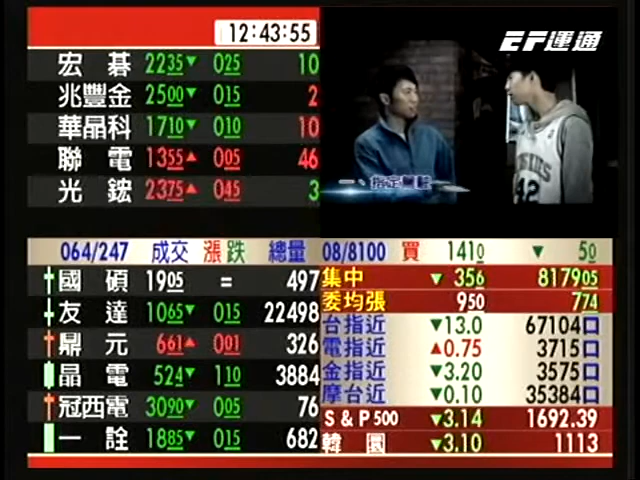 12:43:55
EF運通
宏碁 2235▼ 025 10
兆豐金 2500▼ 015 2
華晶科 1710▼ 010 10
聯電 1355▲ 005 46
光鋐 2375▲ 045 3
一、指定
064/247 成交 漲跌 總量
國碩 1905 = 497
友達 1065▼ 015 22498
鼎元 661▲ 001 326
晶電 524▼ 110 3884
冠西電 3090▼ 005 76
一詮 1885▼ 015 682
08/8100 買 1410 ▼ 50
集中 ▼ 356 817905
委均張 950 774
台指近 ▼13.0 67104口
電指近 ▲0.75 3715口
金指近 ▼3.20 3575口
摩台近 ▼0.10 35384口
S&P500 ▼3.14 1692.39
韓圜 ▼3.10 1113
42